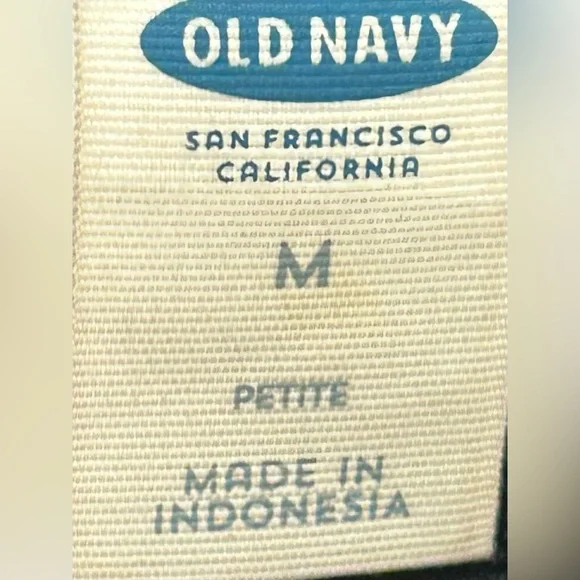 OLD NAVY
SAN FRANCISCO
CALIFORNIA
M
PETITE
MADE IN
INDONESIA